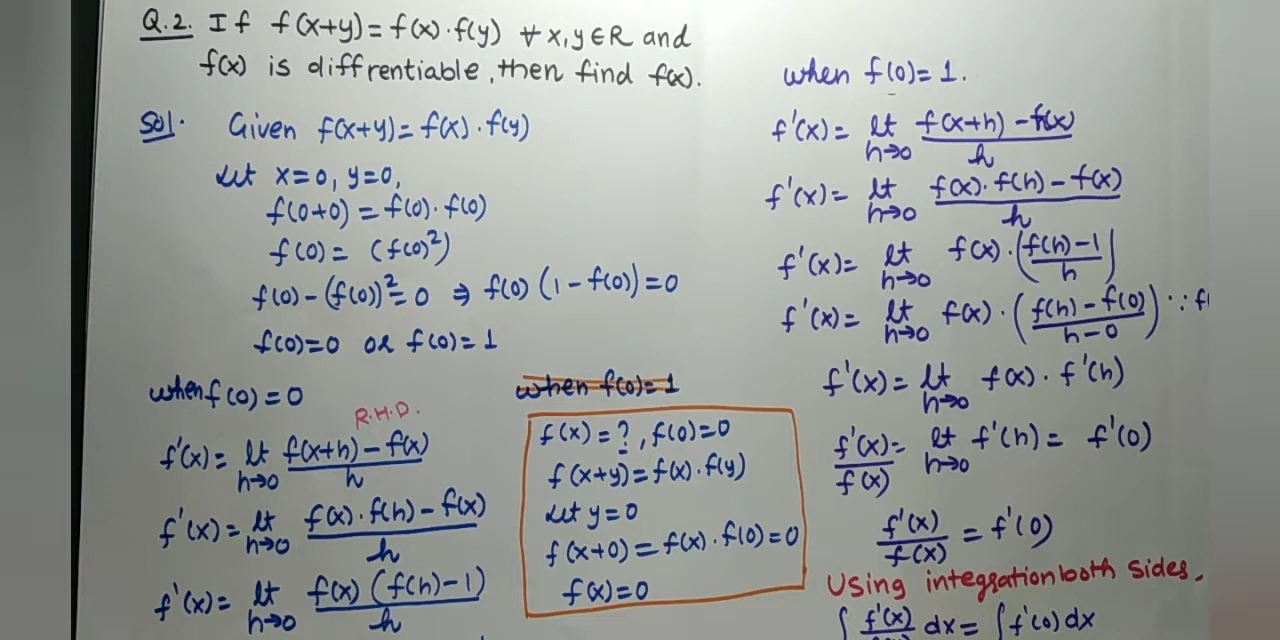 Q.2. If f(x+y)=f(x)·f(y) ∀ x,y∈R and
f(x) is diffrentiable, then find f(x).
Sol. Given f(x+y)=f(x)·f(y)
Let x=0, y=0,
f(0+0)=f(0)·f(0)
f(0)= (f(0)²)
f(0)-(f(0))²=0 ⇒ f(0)(1-f(0))=0
f(0)=0 or f(0)=1
when f(0)=0
R.H.D.
f'(x)= lt h→0 f(x+h)-f(x) / h
f'(x)= lt h→0 f(x)·f(h)-f(x) / h
f'(x)= lt h→0 f(x)(f(h)-1) / h
when f(0)=1
f(x)=?, f(0)=0
f(x+y)=f(x)·f(y)
Let y=0
f(x+0)=f(x)·f(0)=0
f(x)=0
when f(0)=1.
f'(x)= lt h→0 f(x+h)-f(x) / h
f'(x)= lt h→0 f(x)·f(h)-f(x) / h
f'(x)= lt h→0 f(x)·(f(h)-1 / h)
f'(x)= lt h→0 f(x)·(f(h)-f(0) / h-0) ∵ f(
f'(x)= lt h→0 f(x)·f'(h)
f'(x) / f(x) = lt h→0 f'(h)= f'(0)
f'(x) / f(x) = f'(0)
Using integration both sides.
∫ f'(x) / dx= ∫f'(0)dx